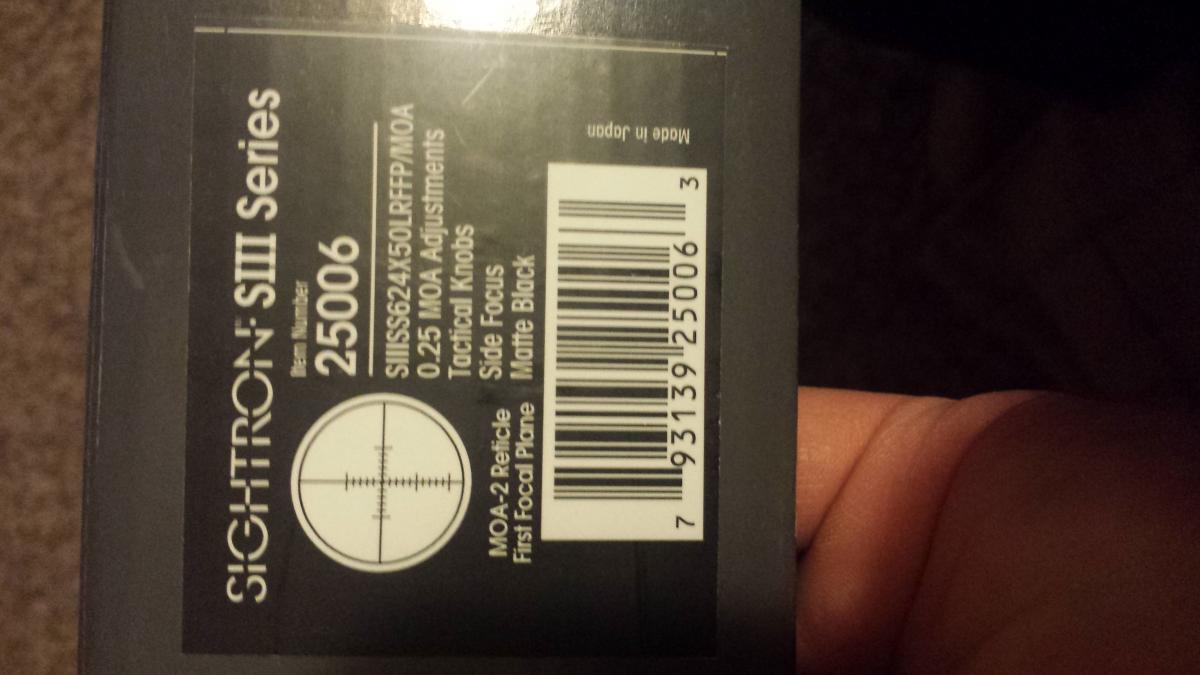 SIGHTRON SIII Series
Item Number
25006
SIIISS624X50LRFFP/MOA
0.25 MOA Adjustments
Tactical Knobs
Side Focus
Matte Black
MOA-2 Reticle
First Focal Plane
7 93139 25006 3
Made in Japan